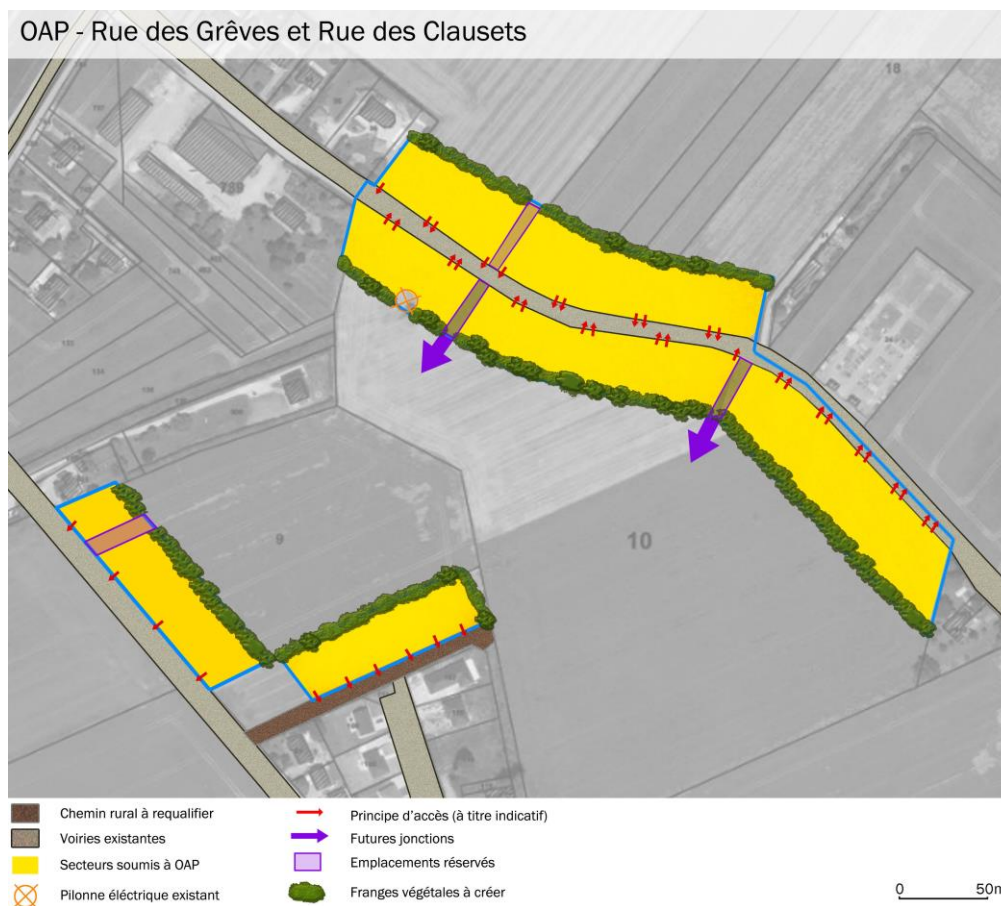 OAP - Rue des Grêves et Rue des Clausets
18
789
9
10
Chemin rural à requalifier
Voiries existantes
Secteurs soumis à OAP
Pilonne éléctrique existant
Principe d'accès (à titre indicatif)
Futures jonctions
Emplacements réservés
Franges végétales à créer
0 50m